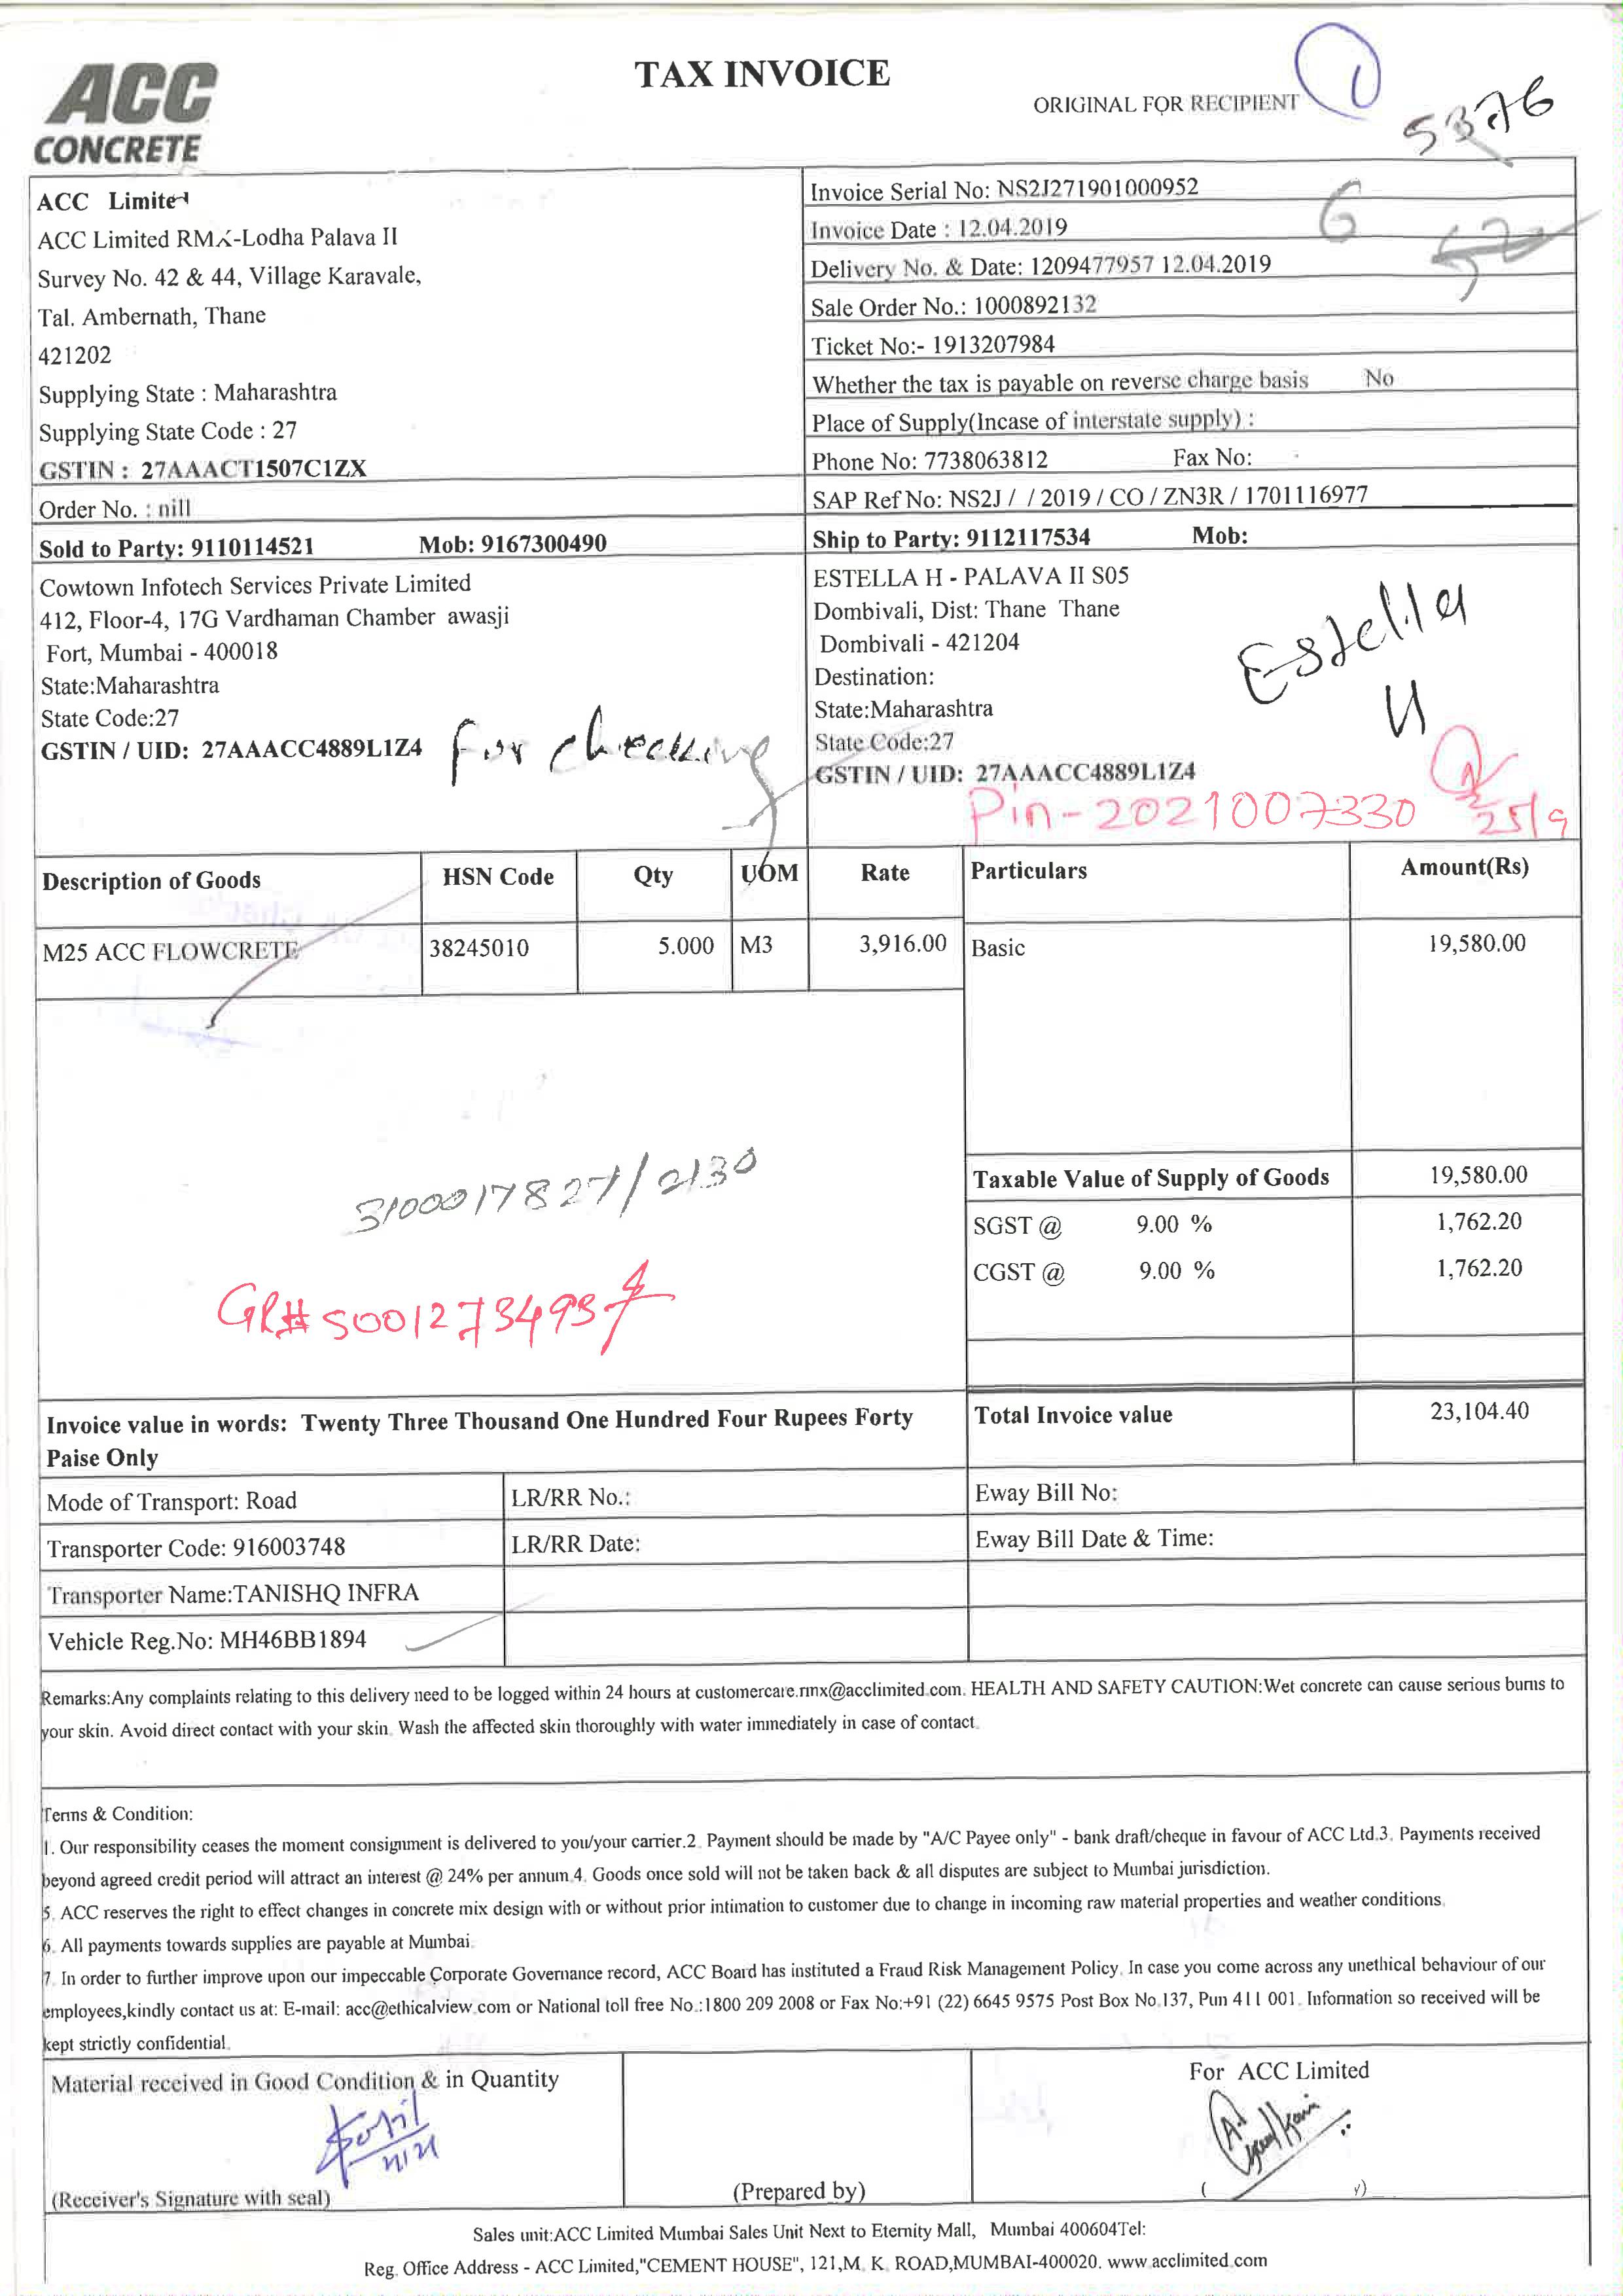 ACC
CONCRETE
TAX INVOICE
ORIGINAL FOR RECIPIENT
1
5376
ACC Limited
ACC Limited RMX-Lodha Palava II
Survey No. 42 & 44, Village Karavale,
Tal. Ambernath, Thane
421202
Supplying State : Maharashtra
Supplying State Code : 27
GSTIN : 27AAACT1507C1ZX
Order No. : nill
Invoice Serial No: NS2J271901000952
Invoice Date : 12.04.2019
6
Delivery No. & Date: 1209477957 12.04.2019
Sale Order No.: 1000892132
Ticket No:- 1913207984
Whether the tax is payable on reverse charge basis No
Place of Supply(Incase of interstate supply) :
Phone No: 7738063812 Fax No:
SAP Ref No: NS2J / / 2019 / CO / ZN3R / 1701116977
Sold to Party: 9110114521 Mob: 9167300490
Cowtown Infotech Services Private Limited
412, Floor-4, 17G Vardhaman Chamber awasji
Fort, Mumbai - 400018
State:Maharashtra
State Code:27
GSTIN / UID: 27AAACC4889L1Z4
For checking
Ship to Party: 9112117534 Mob:
ESTELLA H - PALAVA II S05
Dombivali, Dist: Thane Thane
Dombivali - 421204
Destination:
State:Maharashtra
State Code:27
GSTIN / UID: 27AAACC4889L1Z4
Estella
H
Pin-2021007330
25/9
Description of Goods HSN Code Qty UOM Rate Particulars Amount(Rs)
M25 ACC FLOWCRETE 38245010 5.000 M3 3,916.00 Basic 19,580.00
3100017827/2130
GR# 5001273493
Taxable Value of Supply of Goods 19,580.00
SGST @ 9.00 % 1,762.20
CGST @ 9.00 % 1,762.20
Invoice value in words: Twenty Three Thousand One Hundred Four Rupees Forty
Paise Only
Total Invoice value 23,104.40
Mode of Transport: Road LR/RR No.: Eway Bill No:
Transporter Code: 916003748 LR/RR Date: Eway Bill Date & Time:
Transporter Name:TANISHQ INFRA
Vehicle Reg.No: MH46BB1894
Remarks:Any complaints relating to this delivery need to be logged within 24 hours at customercare.rmx@acclimited.com. HEALTH AND SAFETY CAUTION:Wet concrete can cause serious burns to
your skin. Avoid direct contact with your skin. Wash the affected skin thoroughly with water immediately in case of contact.
Terms & Condition:
1. Our responsibility ceases the moment consignment is delivered to you/your carrier.2. Payment should be made by "A/C Payee only" - bank draft/cheque in favour of ACC Ltd.3. Payments received
beyond agreed credit period will attract an interest @ 24% per annum.4. Goods once sold will not be taken back & all disputes are subject to Mumbai jurisdiction.
5. ACC reserves the right to effect changes in concrete mix design with or without prior intimation to customer due to change in incoming raw material properties and weather conditions.
6. All payments towards supplies are payable at Mumbai.
7. In order to further improve upon our impeccable Corporate Governance record, ACC Board has instituted a Fraud Risk Management Policy. In case you come across any unethical behaviour of our
employees,kindly contact us at: E-mail: acc@ethicalview.com or National toll free No.:1800 209 2008 or Fax No:+91 (22) 6645 9575 Post Box No.137, Pun 411 001. Information so received will be
kept strictly confidential.
Material received in Good Condition & in Quantity
(Receiver's Signature with seal)
(Prepared by)
For ACC Limited
Sales unit:ACC Limited Mumbai Sales Unit Next to Eternity Mall, Mumbai 400604Tel:
Reg. Office Address - ACC Limited,"CEMENT HOUSE", 121,M. K. ROAD,MUMBAI-400020. www.acclimited.com